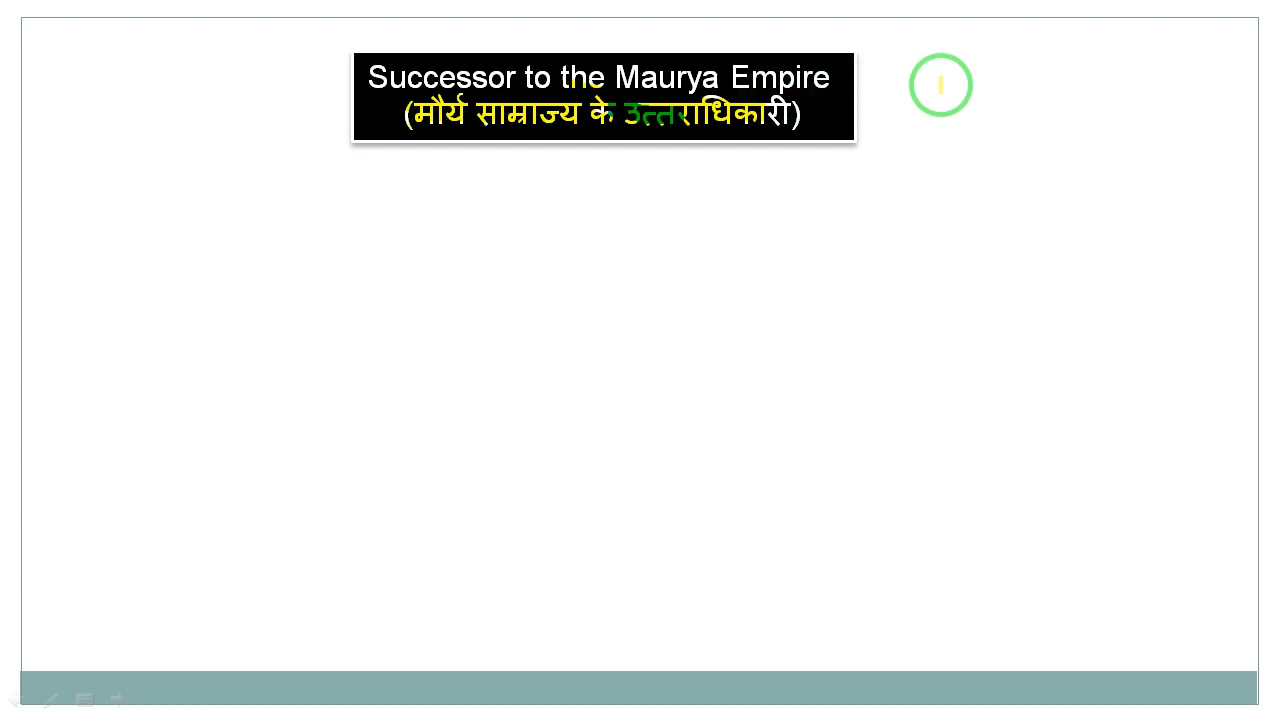 Successor to the Maurya Empire
(मौर्य साम्राज्य के उत्तराधिकारी)